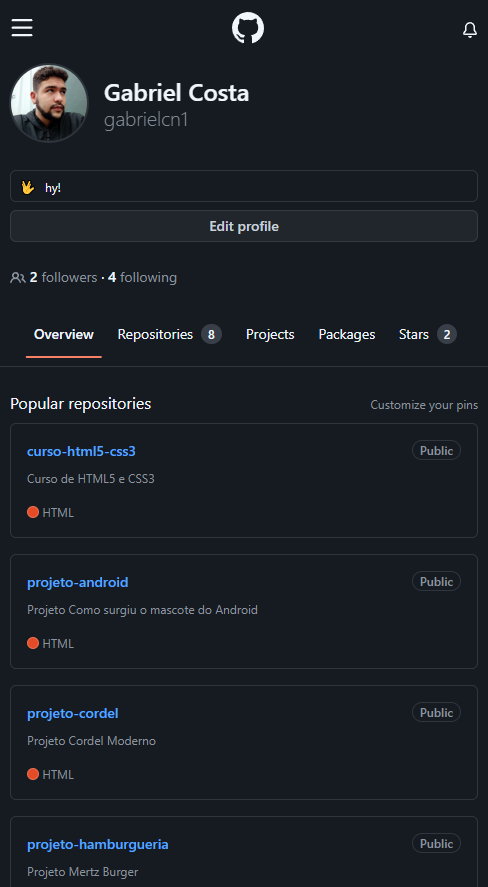 Gabriel Costa
gabrielcn1
🖖 hy!
Edit profile
2 followers · 4 following
Overview Repositories 8 Projects Packages Stars 2
Popular repositories Customize your pins
curso-html5-css3 Public
Curso de HTML5 e CSS3
HTML
projeto-android Public
Projeto Como surgiu o mascote do Android
HTML
projeto-cordel Public
Projeto Cordel Moderno
HTML
projeto-hamburgueria Public
Projeto Mertz Burger